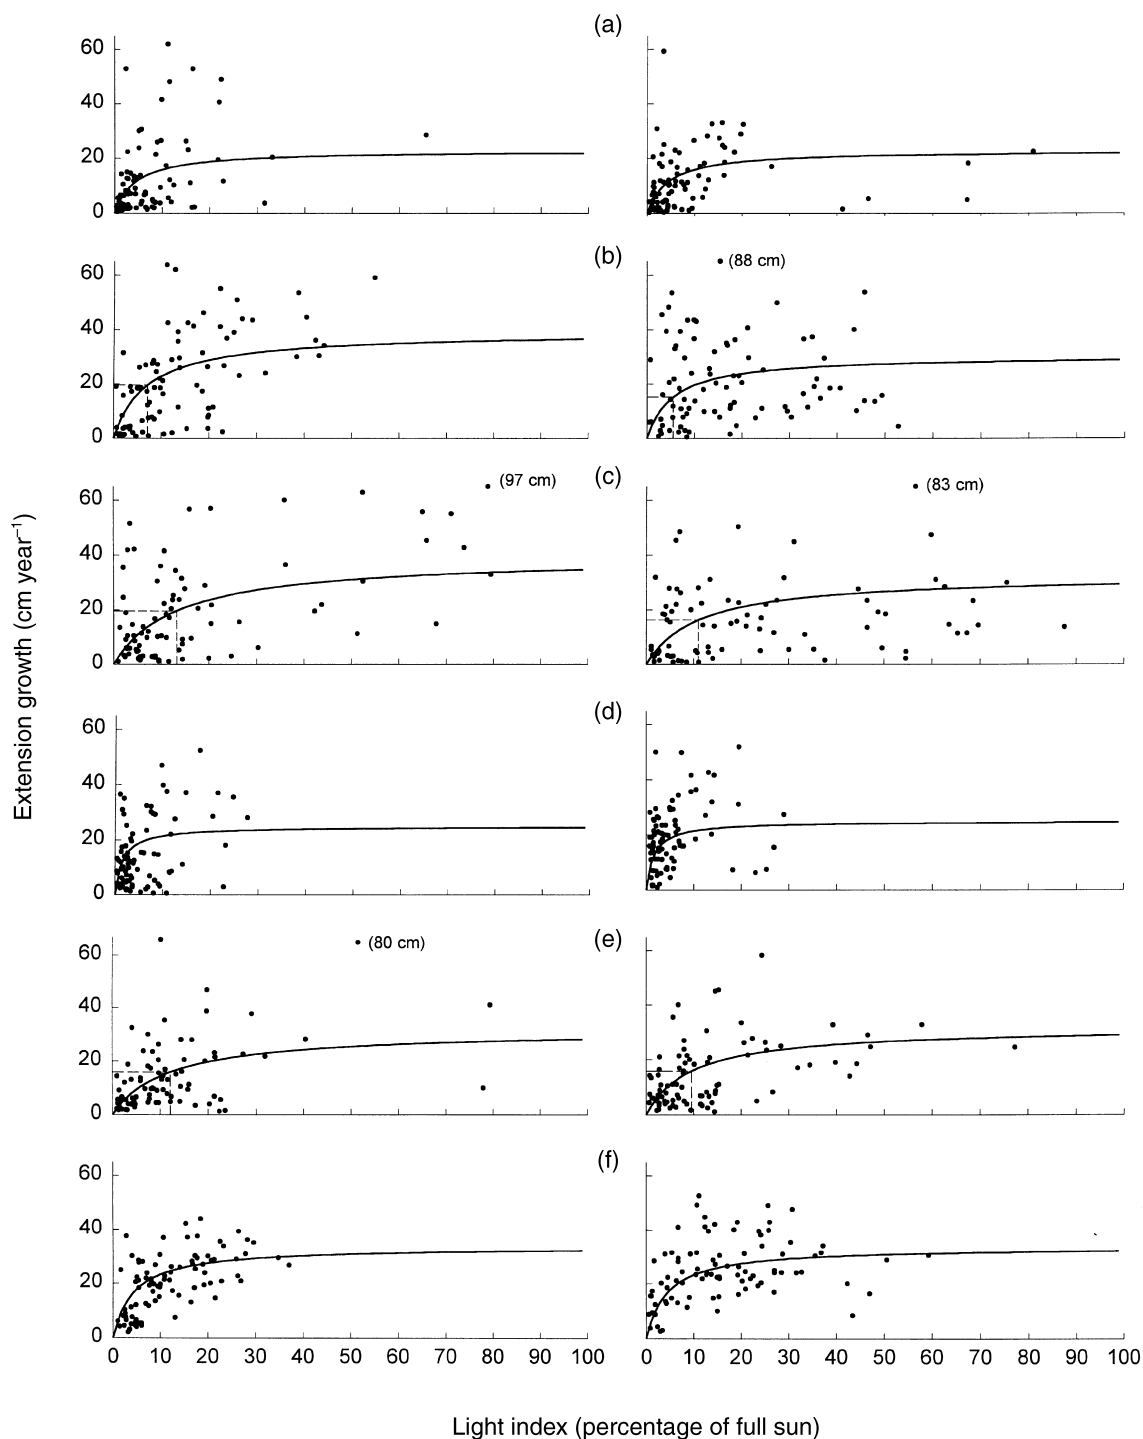 (a)
60
40
20
0
(b)
60
40
20
0
(88 cm)
(c)
60
40
20
0
(97 cm)
(83 cm)
Extension growth (cm year⁻¹)
(d)
60
40
20
0
(e)
60
40
20
0
(80 cm)
(f)
60
40
20
0
0 10 20 30 40 50 60 70 80 90 100
0 10 20 30 40 50 60 70 80 90 100
Light index (percentage of full sun)